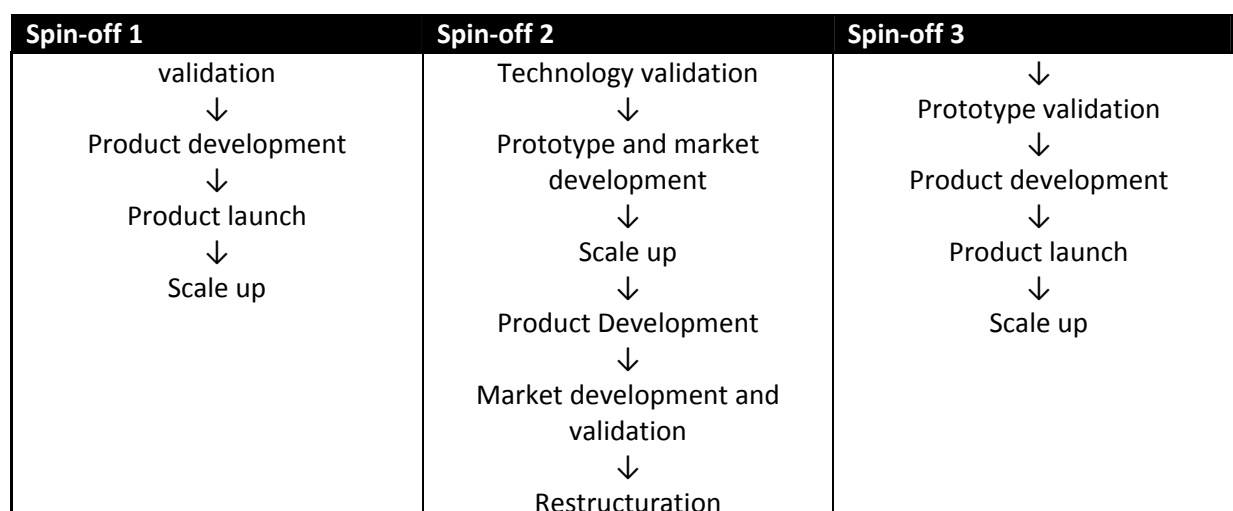 Spin-off 1 Spin-off 2 Spin-off 3
validation
↓
Product development
↓
Product launch
↓
Scale up
Technology validation
↓
Prototype and market
development
↓
Scale up
↓
Product Development
↓
Market development and
validation
↓
Restructuration
↓
Prototype validation
↓
Product development
↓
Product launch
↓
Scale up